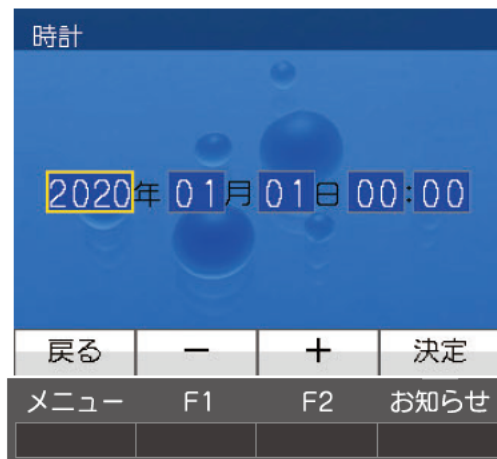 時計
2020年 01月 01日 00:00
戻る － ＋ 決定
メニュー F1 F2 お知らせ